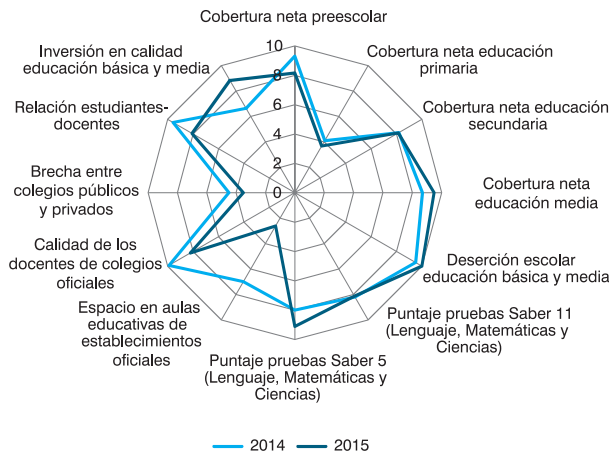 Cobertura neta preescolar
Cobertura neta educación
primaria
Cobertura neta educación
secundaria
Cobertura neta
educación media
Deserción escolar
educación básica y media
Puntaje pruebas Saber 11
(Lenguaje, Matemáticas y
Ciencias)
Puntaje pruebas Saber 5
(Lenguaje, Matemáticas y
Ciencias)
Espacio en aulas
educativas de
establecimientos
oficiales
Calidad de los
docentes de colegios
oficiales
Brecha entre
colegios públicos
y privados
Relación estudiantes-
docentes
Inversión en calidad
educación básica y media
10
8
6
4
2
0
2014
2015